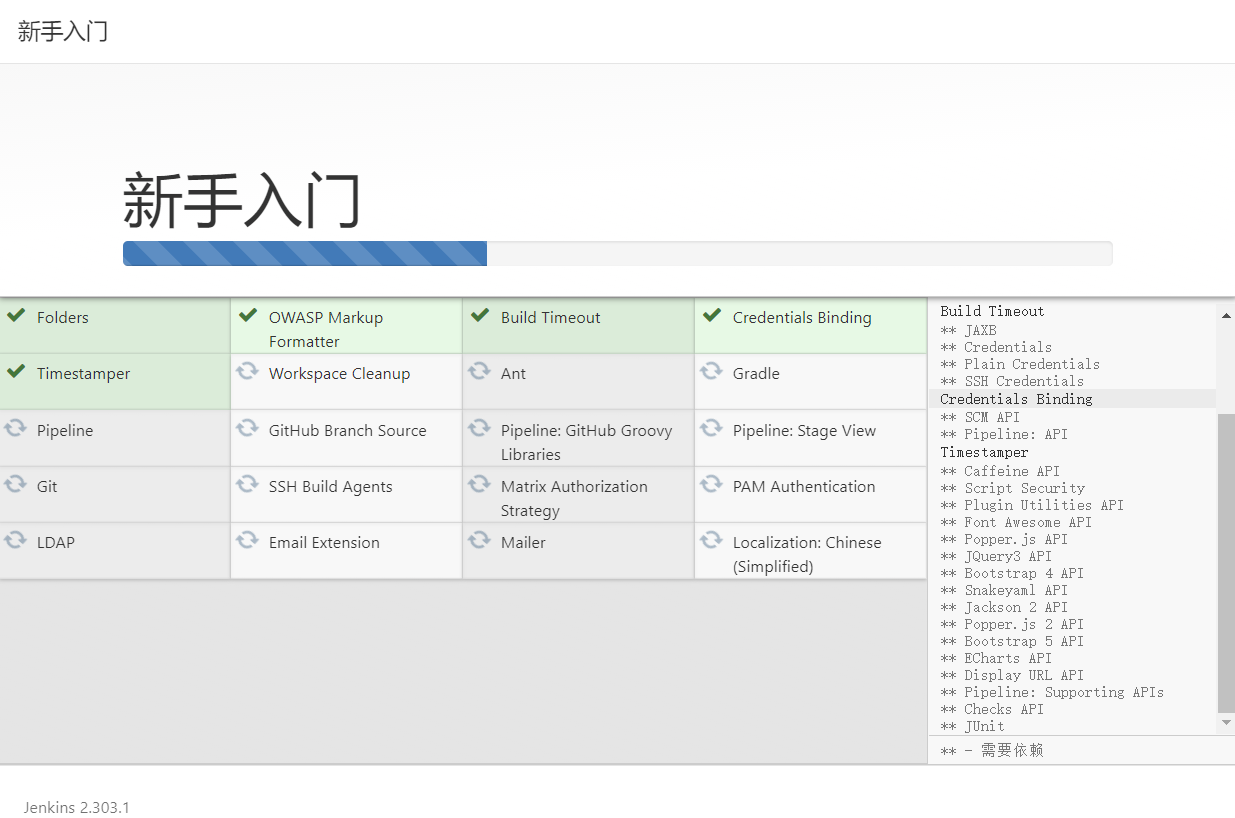 新手入门
新手入门
Folders
OWASP Markup
Formatter
Build Timeout
Credentials Binding
Timestamper
Workspace Cleanup
Ant
Gradle
Pipeline
GitHub Branch Source
Pipeline: GitHub Groovy
Libraries
Pipeline: Stage View
Git
SSH Build Agents
Matrix Authorization
Strategy
PAM Authentication
LDAP
Email Extension
Mailer
Localization: Chinese
(Simplified)
Build Timeout
** JAXB
** Credentials
** Plain Credentials
** SSH Credentials
Credentials Binding
** SCM API
** Pipeline: API
Timestamper
** Caffeine API
** Script Security
** Plugin Utilities API
** Font Awesome API
** Popper.js API
** JQuery3 API
** Bootstrap 4 API
** Snakeyaml API
** Jackson 2 API
** Popper.js 2 API
** Bootstrap 5 API
** ECharts API
** Display URL API
** Pipeline: Supporting APIs
** Checks API
** JUnit
** - 需要依赖
Jenkins 2.303.1